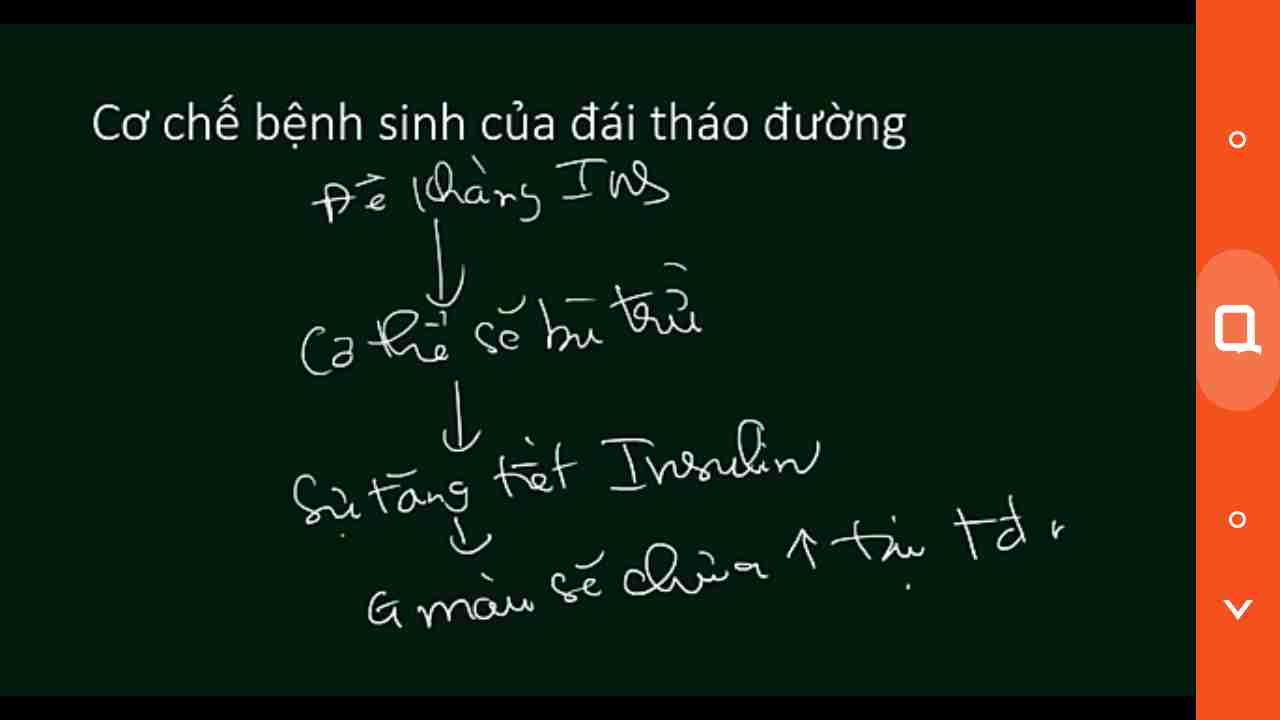 Cơ chế bệnh sinh của đái tháo đường
Đề kháng Ins
Cơ thể sẽ bù trừ
Sự tăng tiết Insulin
G máu sẽ chưa ↑ tại tđ